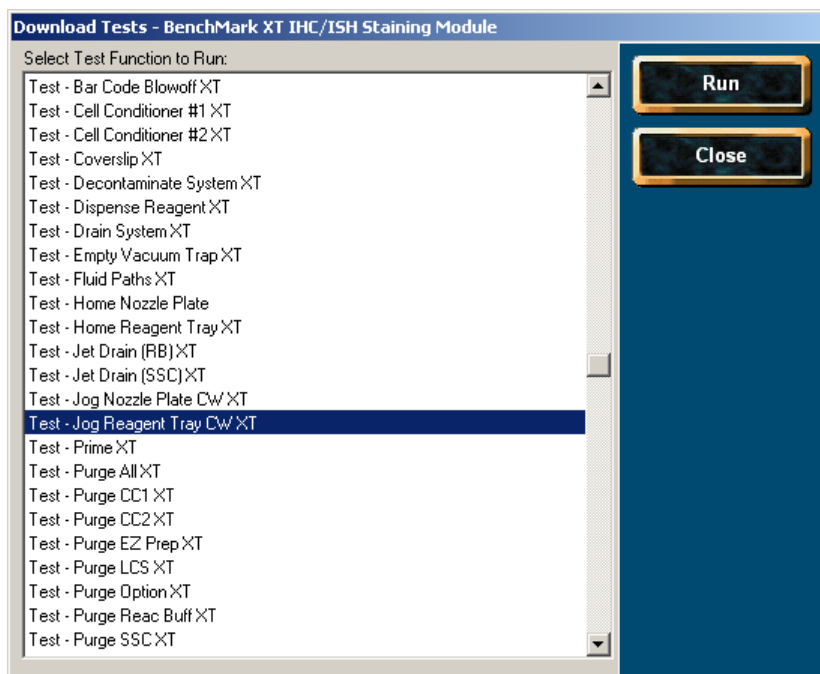 Download Tests - BenchMark XT IHC/ISH Staining Module
Select Test Function to Run:
Test - Bar Code Blowoff XT
Test - Cell Conditioner #1 XT
Test - Cell Conditioner #2 XT
Test - Coverslip XT
Test - Decontaminate System XT
Test - Dispense Reagent XT
Test - Drain System XT
Test - Empty Vacuum Trap XT
Test - Fluid Paths XT
Test - Home Nozzle Plate
Test - Home Reagent Tray XT
Test - Jet Drain (RB) XT
Test - Jet Drain (SSC) XT
Test - Jog Nozzle Plate CW XT
Test - Jog Reagent Tray CW XT
Test - Prime XT
Test - Purge All XT
Test - Purge CC1 XT
Test - Purge CC2 XT
Test - Purge EZ Prep XT
Test - Purge LCS XT
Test - Purge Option XT
Test - Purge Reac Buff XT
Test - Purge SSC XT
Run
Close